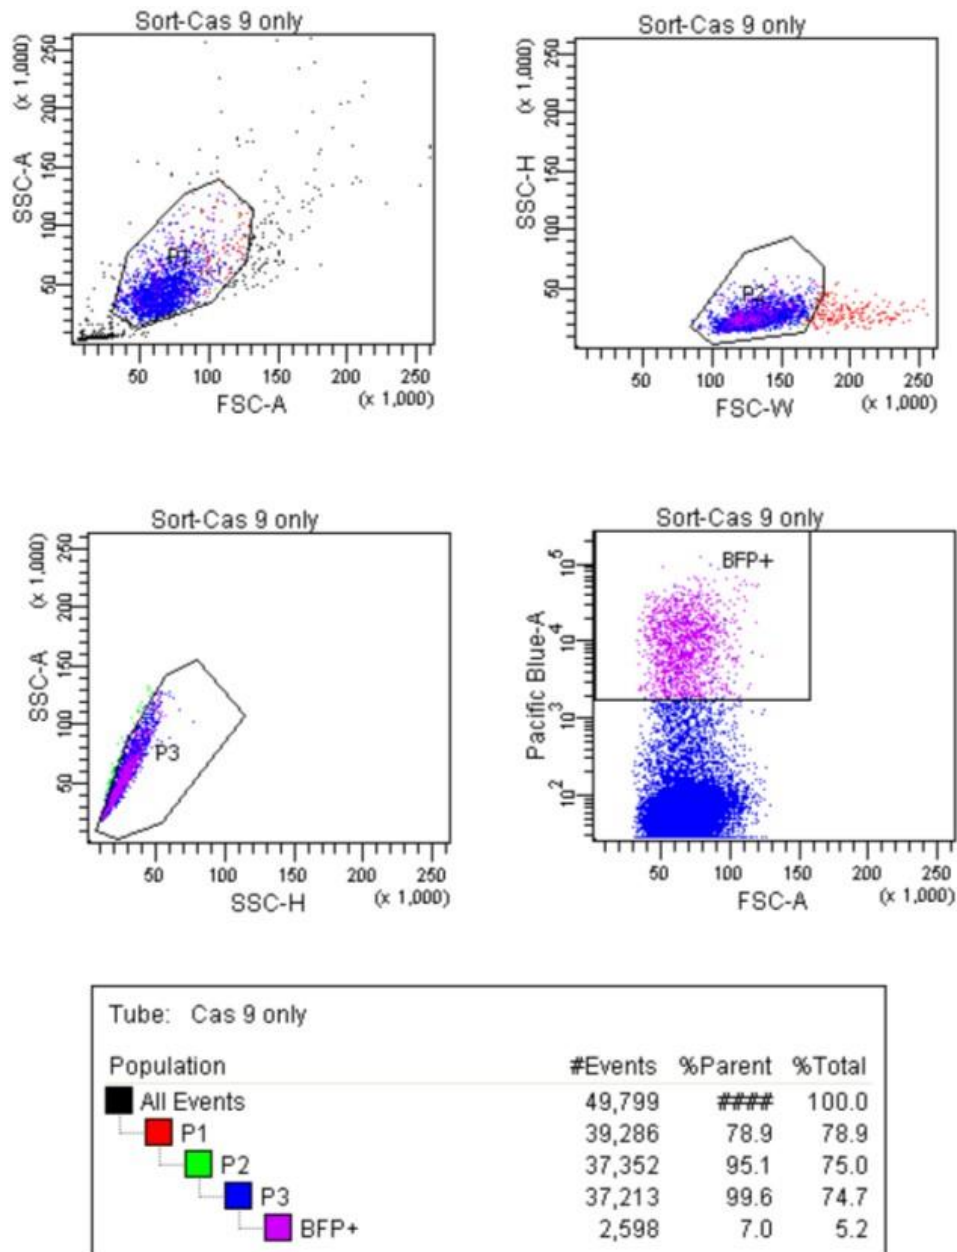 Sort-Cas 9 only
SSC-A
(x 1,000)
250
200
150
100
50
P1
50 100 150 200 250
FSC-A
(x 1,000)
Sort-Cas 9 only
SSC-H
(x 1,000)
250
200
150
100
50
P2
50 100 150 200 250
FSC-W
(x 1,000)
Sort-Cas 9 only
SSC-A
(x 1,000)
250
200
150
100
50
P3
50 100 150 200 250
SSC-H
(x 1,000)
Sort-Cas 9 only
Pacific Blue-A
10^5
10^4
10^3
10^2
BFP+
50 100 150 200 250
FSC-A
(x 1,000)
Tube: Cas 9 only
Population #Events %Parent %Total
All Events 49,799 #### 100.0
P1 39,286 78.9 78.9
P2 37,352 95.1 75.0
P3 37,213 99.6 74.7
BFP+ 2,598 7.0 5.2